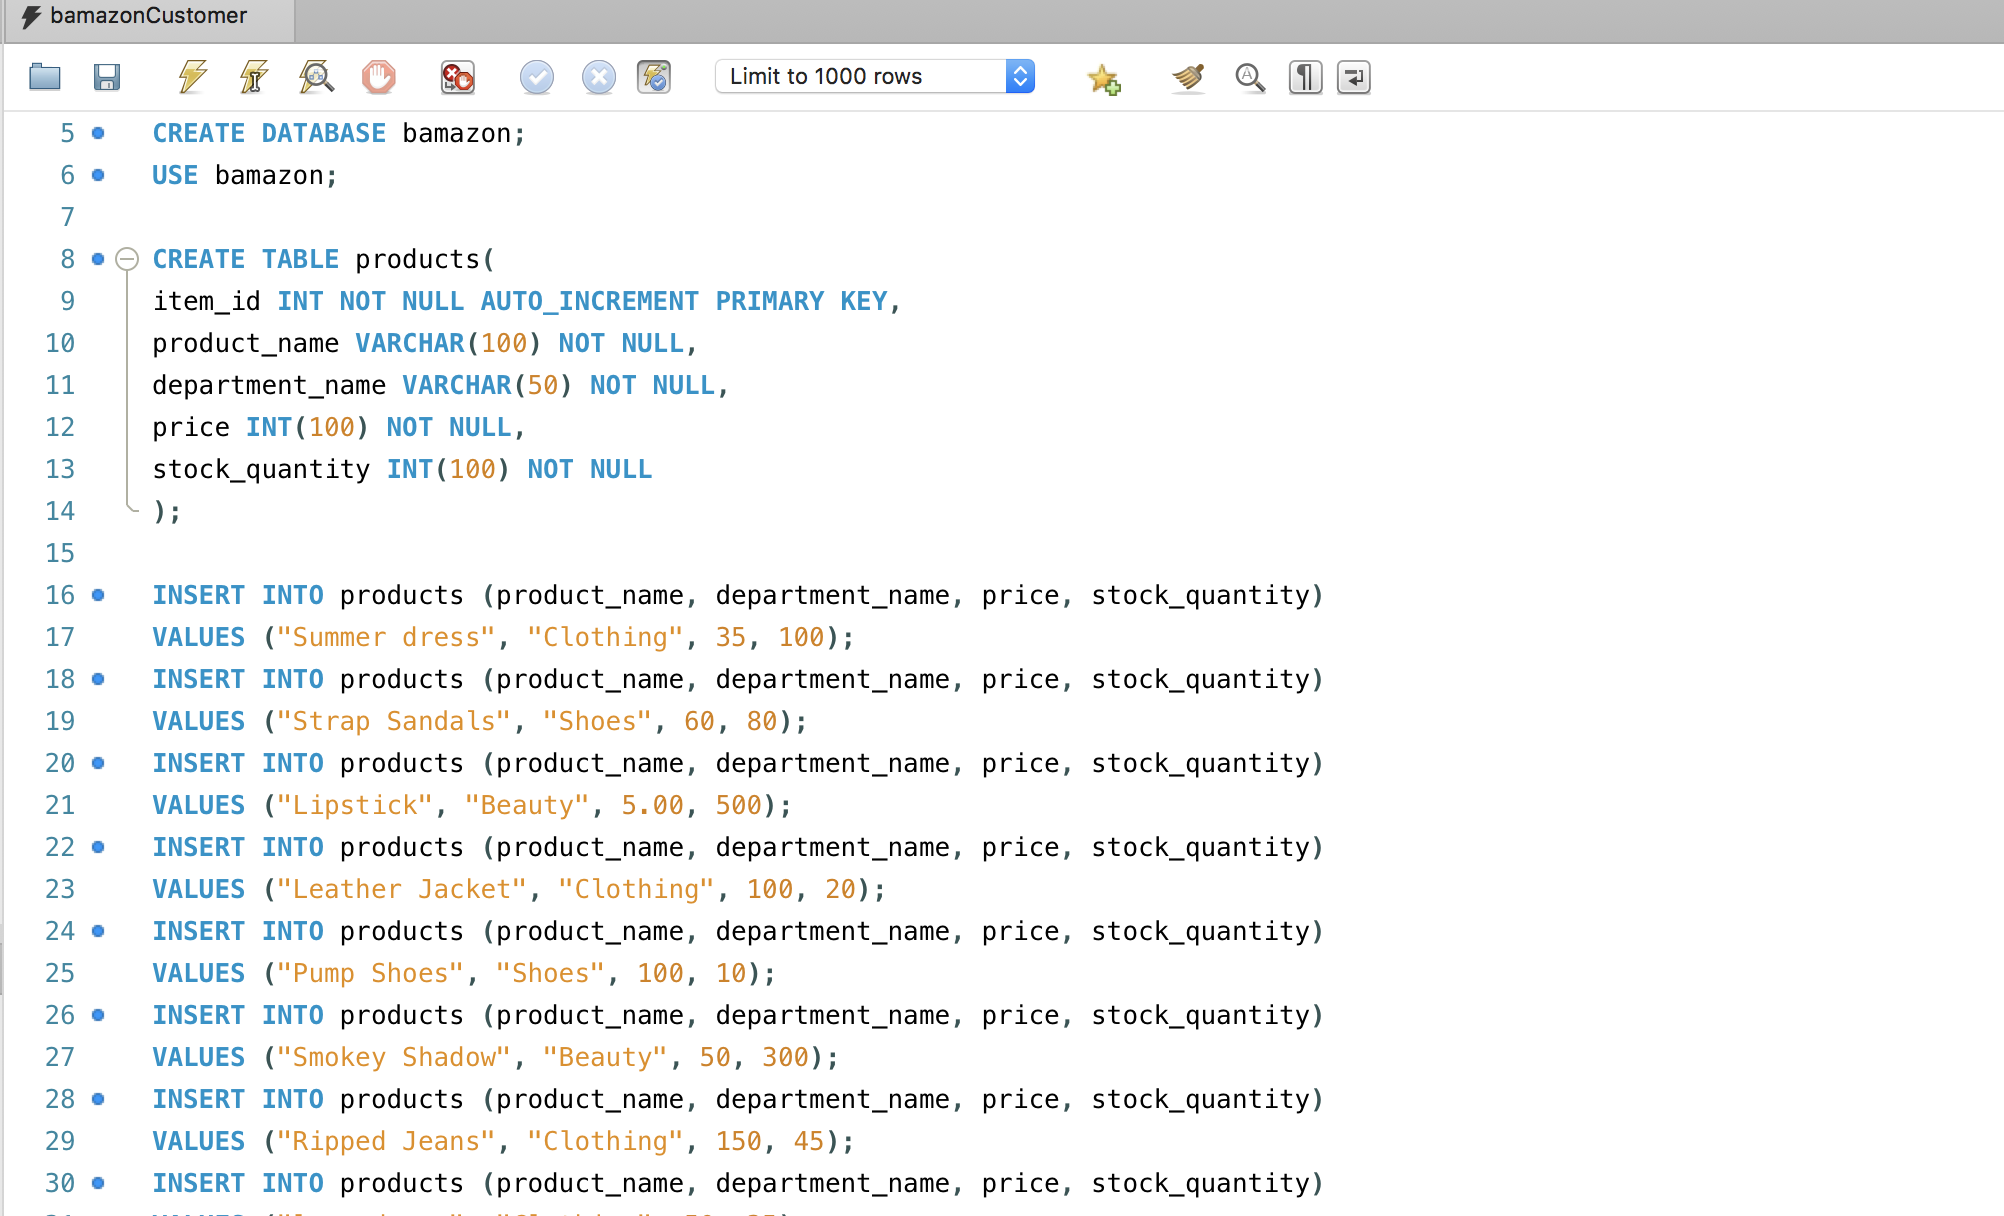 bamazonCustomer
Limit to 1000 rows
5 CREATE DATABASE bamazon;
6 USE bamazon;
7
8 CREATE TABLE products(
9 item_id INT NOT NULL AUTO_INCREMENT PRIMARY KEY,
10 product_name VARCHAR(100) NOT NULL,
11 department_name VARCHAR(50) NOT NULL,
12 price INT(100) NOT NULL,
13 stock_quantity INT(100) NOT NULL
14 );
15
16 INSERT INTO products (product_name, department_name, price, stock_quantity)
17 VALUES ("Summer dress", "Clothing", 35, 100);
18 INSERT INTO products (product_name, department_name, price, stock_quantity)
19 VALUES ("Strap Sandals", "Shoes", 60, 80);
20 INSERT INTO products (product_name, department_name, price, stock_quantity)
21 VALUES ("Lipstick", "Beauty", 5.00, 500);
22 INSERT INTO products (product_name, department_name, price, stock_quantity)
23 VALUES ("Leather Jacket", "Clothing", 100, 20);
24 INSERT INTO products (product_name, department_name, price, stock_quantity)
25 VALUES ("Pump Shoes", "Shoes", 100, 10);
26 INSERT INTO products (product_name, department_name, price, stock_quantity)
27 VALUES ("Smokey Shadow", "Beauty", 50, 300);
28 INSERT INTO products (product_name, department_name, price, stock_quantity)
29 VALUES ("Ripped Jeans", "Clothing", 150, 45);
30 INSERT INTO products (product_name, department_name, price, stock_quantity)